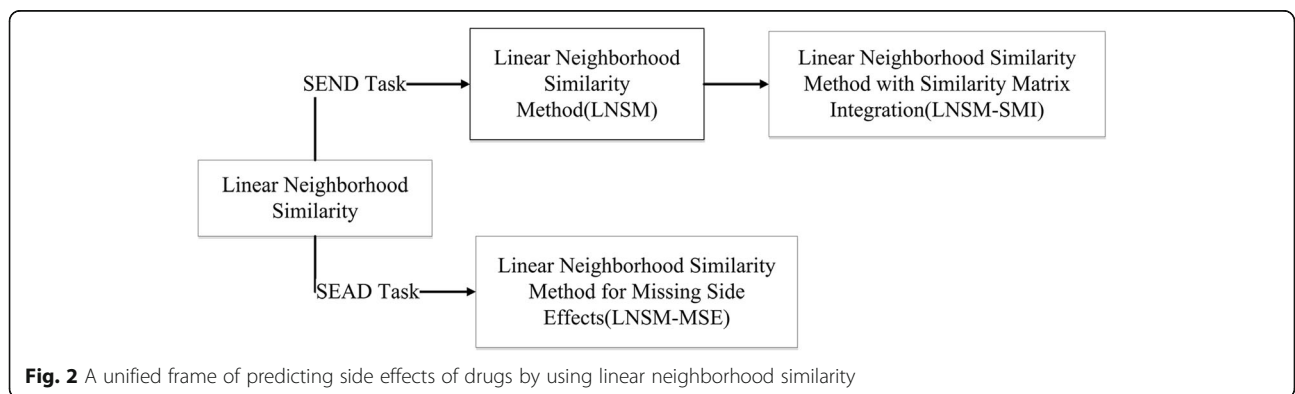 SEND Task
Linear Neighborhood
Similarity
Method(LNSM)
Linear Neighborhood Similarity
Method with Similarity Matrix
Integration(LNSM-SMI)
Linear Neighborhood
Similarity
SEAD Task
Linear Neighborhood Similarity
Method for Missing Side
Effects(LNSM-MSE)
Fig. 2 A unified frame of predicting side effects of drugs by using linear neighborhood similarity